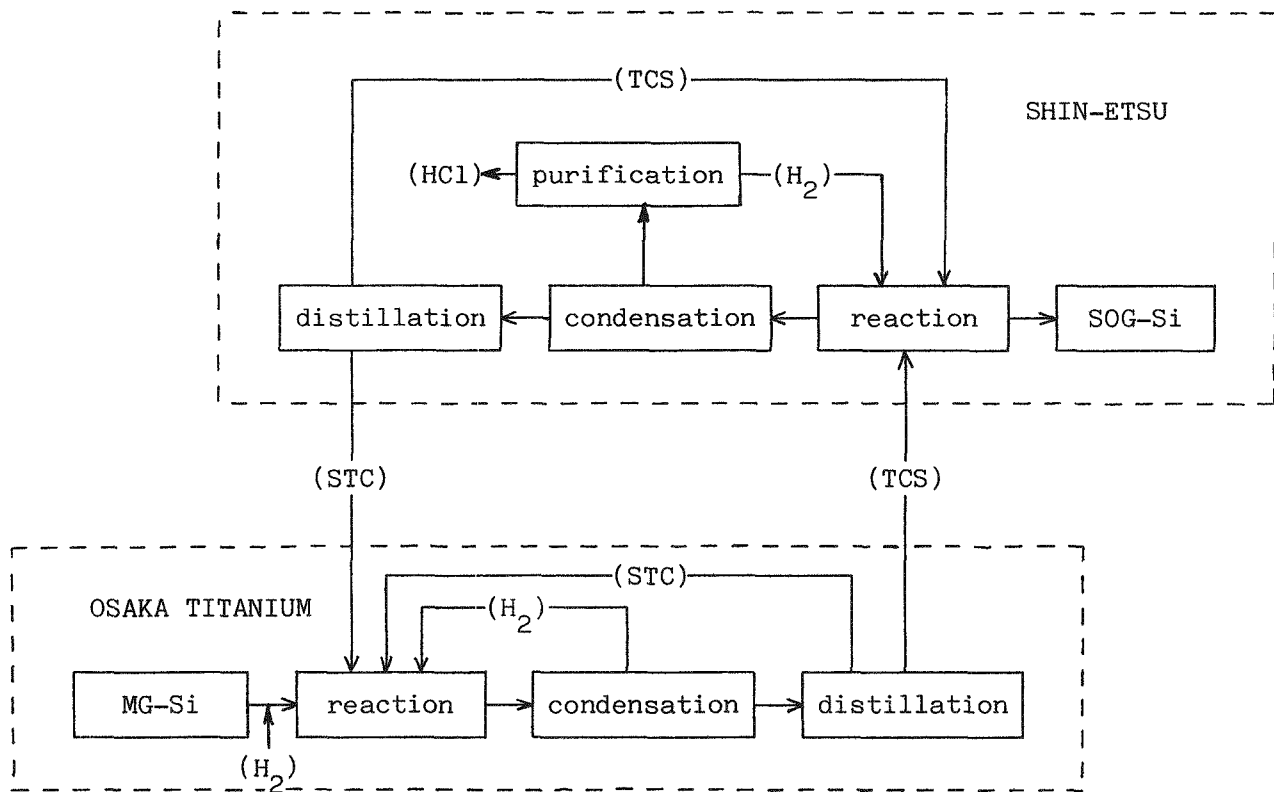 (TCS)
SHIN-ETSU
(HCl)
purification
(H₂)
distillation
condensation
reaction
SOG-Si
(STC)
(TCS)
(STC)
OSAKA TITANIUM
(H₂)
MG-Si
reaction
condensation
distillation
(H₂)